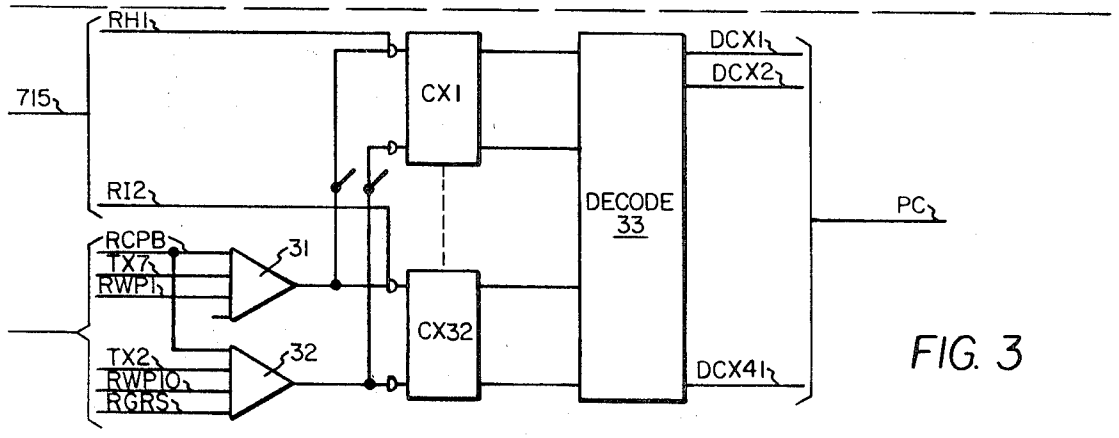 RH1
715
RI2
RCPB
TX7
RWP1
31
TX2
RWP10
RGRS
32
CX1
CX32
DECODE
33
DCX1
DCX2
DCX41
PC
FIG. 3